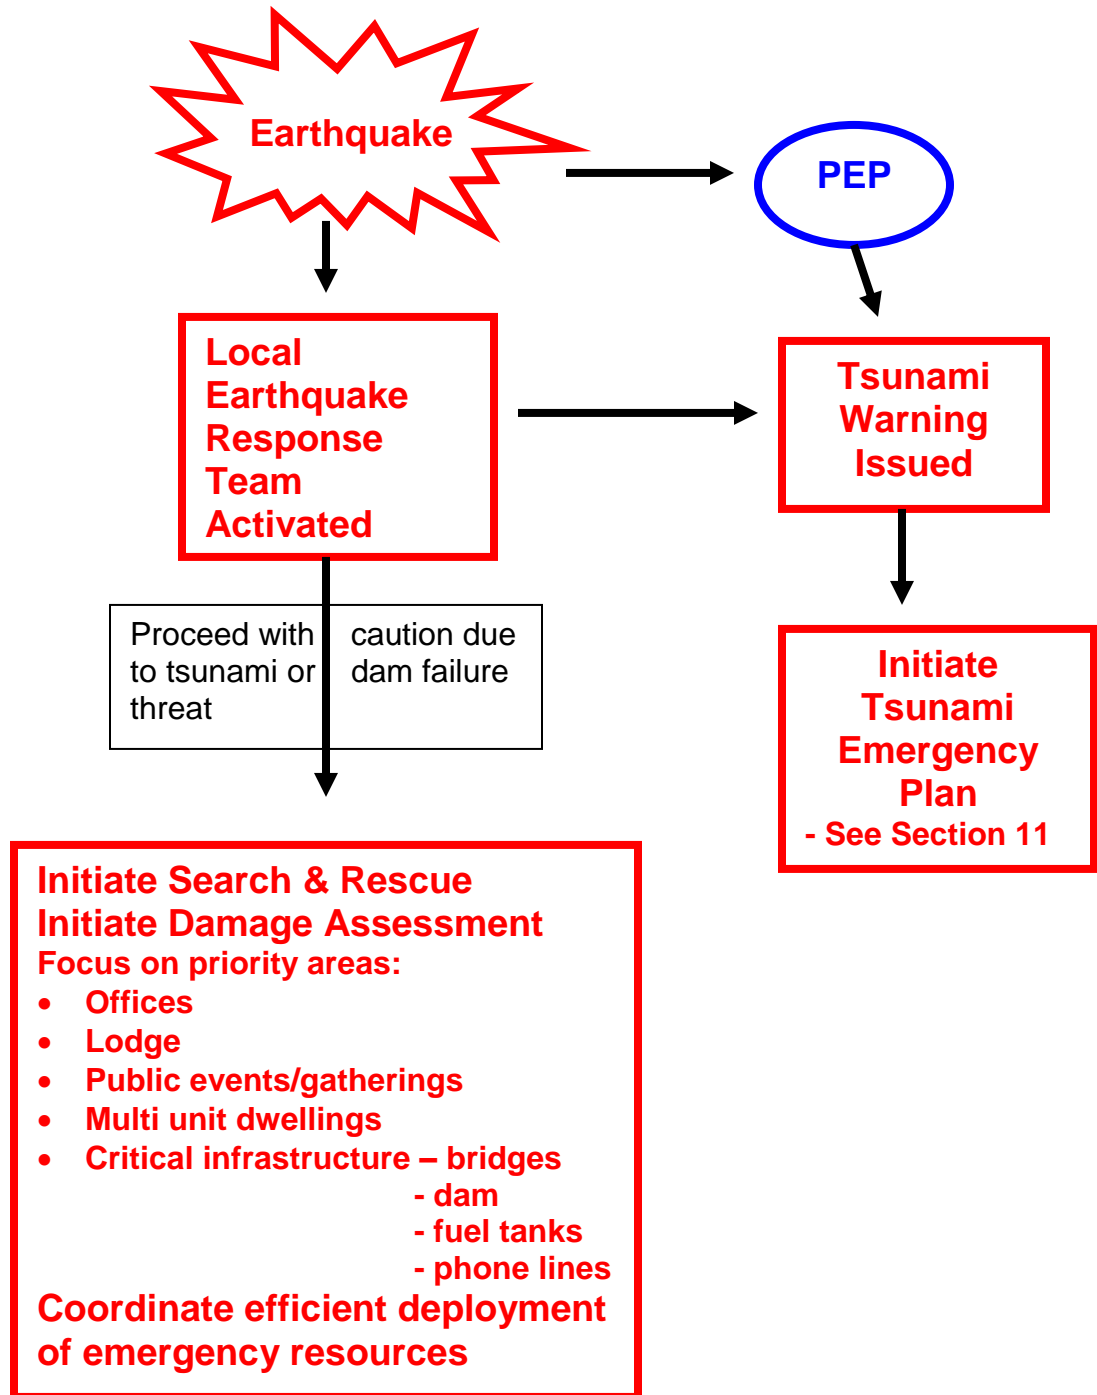 Earthquake
PEP
Local
Earthquake
Response
Team
Activated
Tsunami
Warning
Issued
Proceed with caution due
to tsunami or dam failure
threat
Initiate
Tsunami
Emergency
Plan
- See Section 11
Initiate Search & Rescue
Initiate Damage Assessment
Focus on priority areas:
• Offices
• Lodge
• Public events/gatherings
• Multi unit dwellings
• Critical infrastructure – bridges
- dam
- fuel tanks
- phone lines
Coordinate efficient deployment
of emergency resources